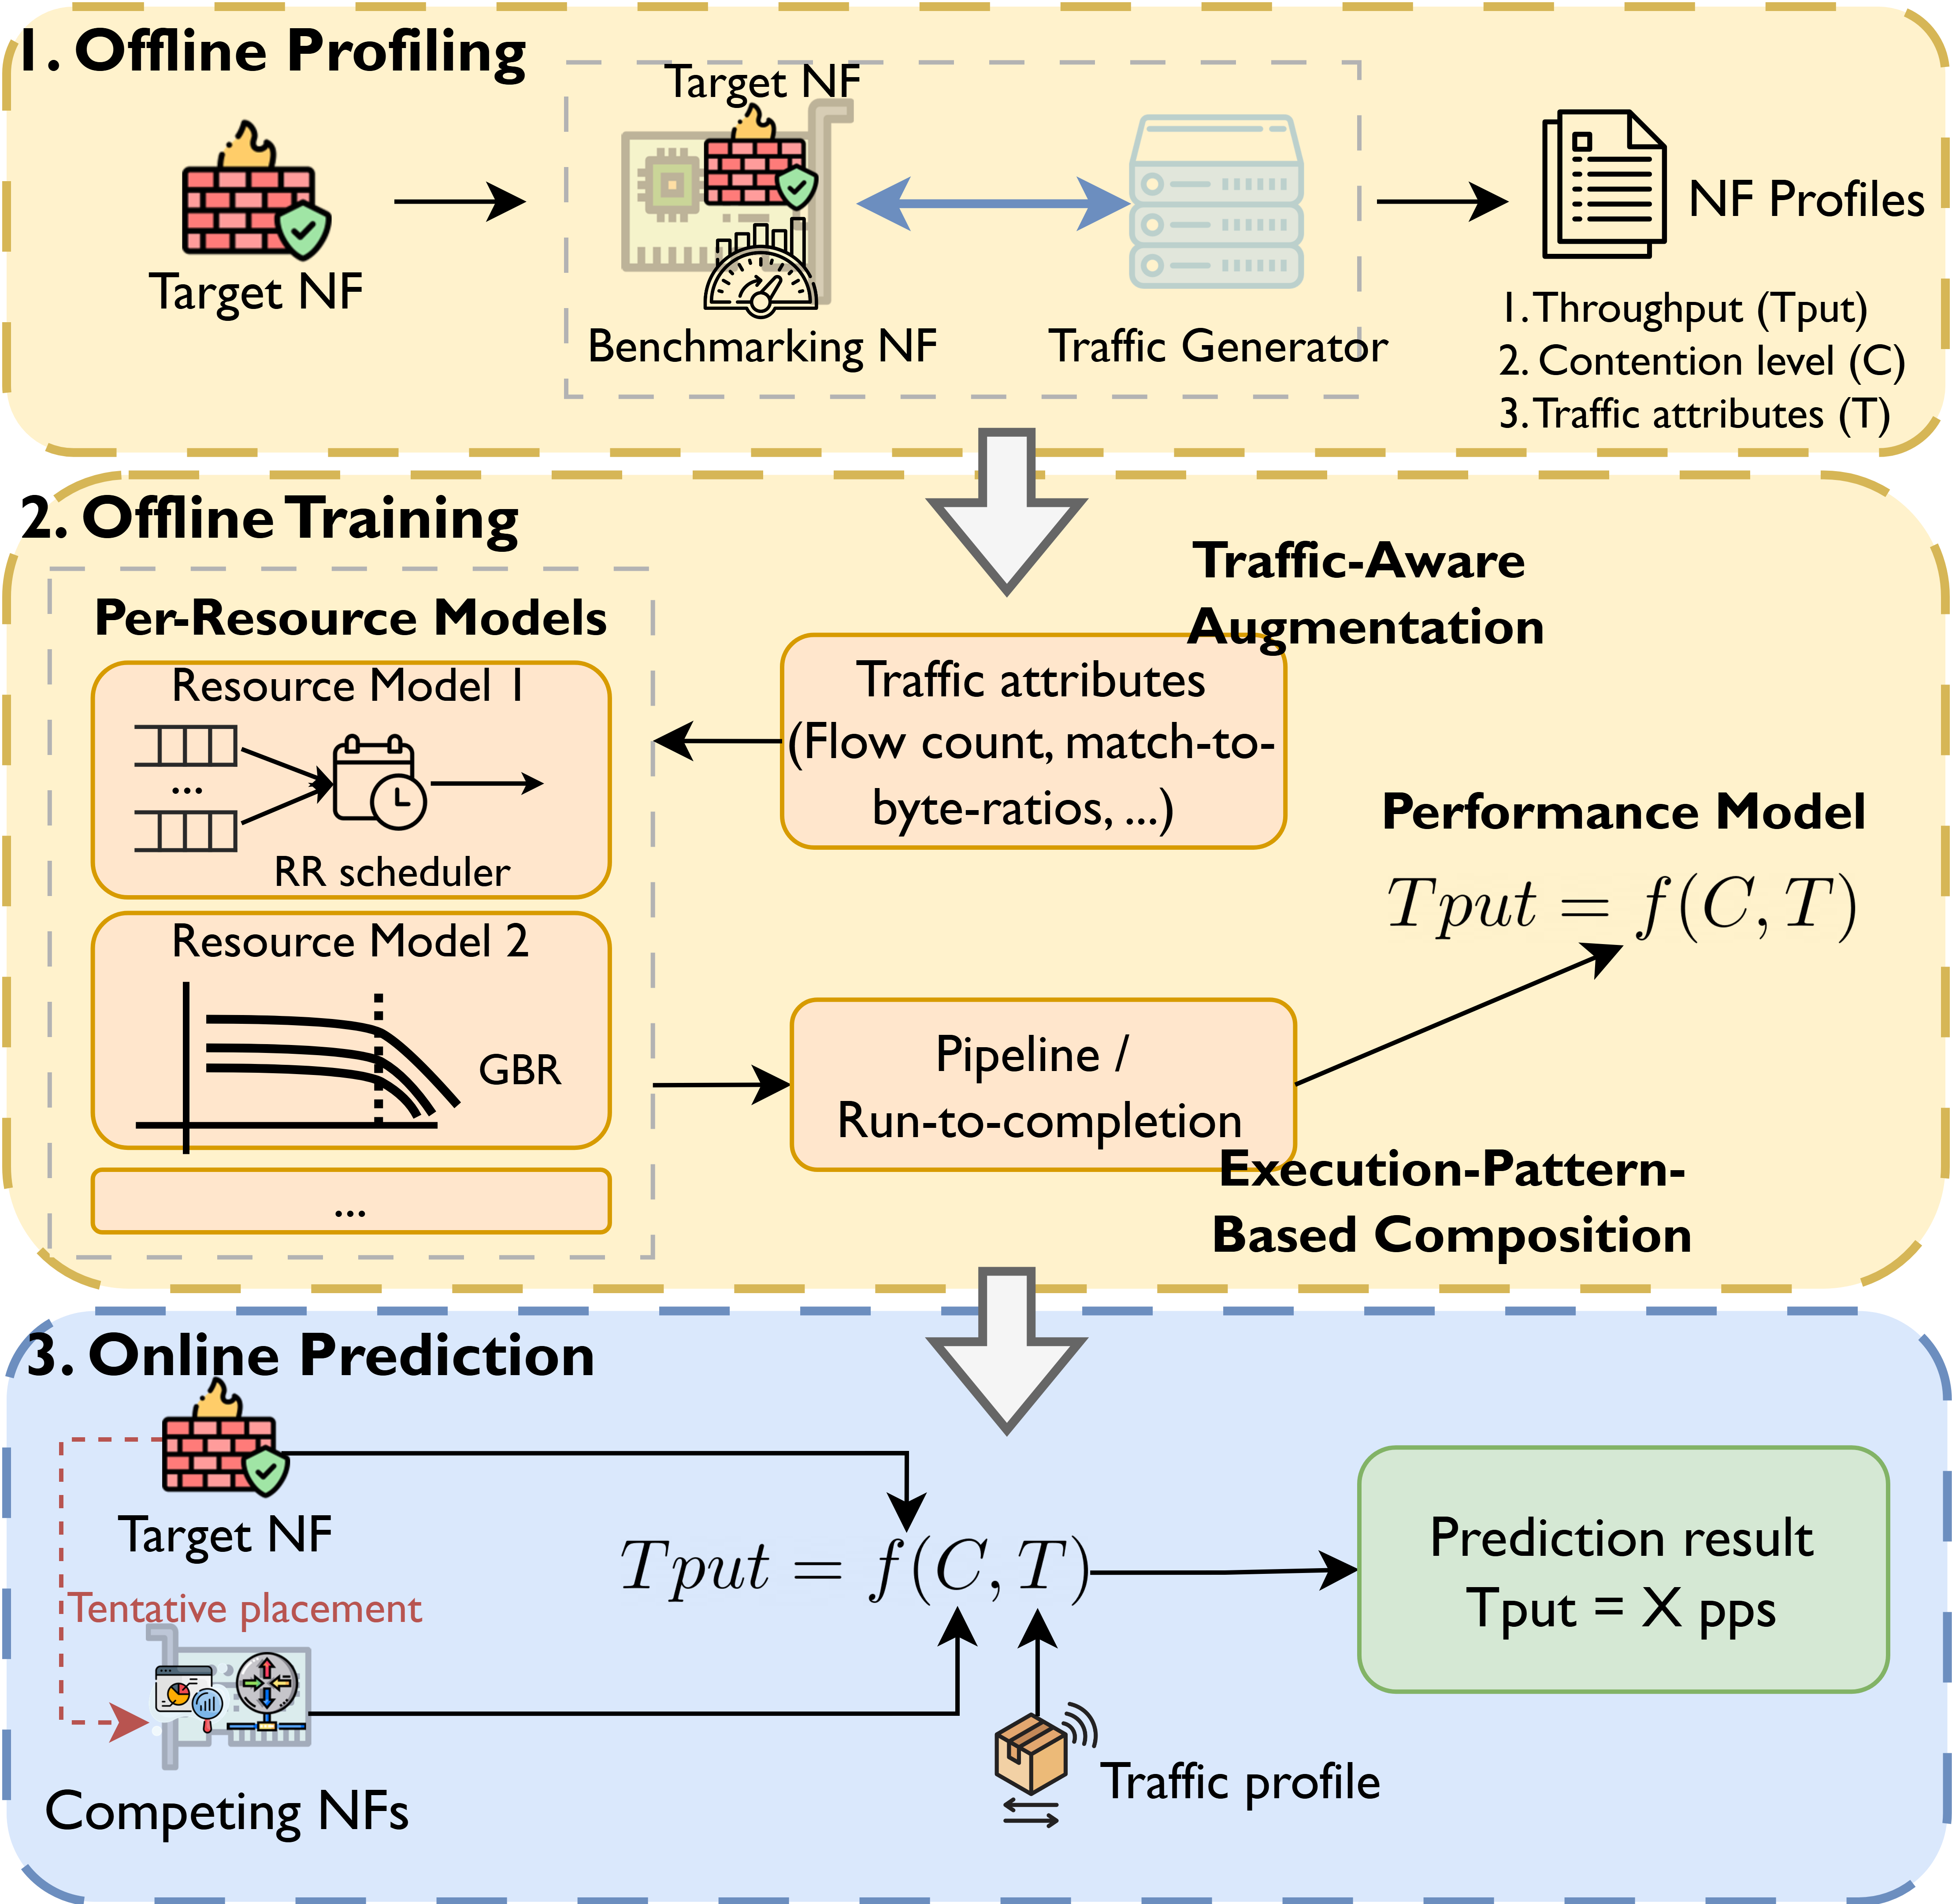 1. Offline Profiling
Target NF
Target NF
Benchmarking NF
Traffic Generator
NF Profiles
1. Throughput (Tput)
2. Contention level (C)
3. Traffic attributes (T)
2. Offline Training
Per-Resource Models
Resource Model 1
...
RR scheduler
Resource Model 2
GBR
...
Traffic-Aware
Augmentation
Traffic attributes
(Flow count, match-to-
byte-ratios, ...)
Pipeline /
Run-to-completion
Execution-Pattern-
Based Composition
Performance Model
Tput = f(C, T)
3. Online Prediction
Target NF
Tentative placement
Competing NFs
Tput = f(C, T)
Traffic profile
Prediction result
Tput = X pps